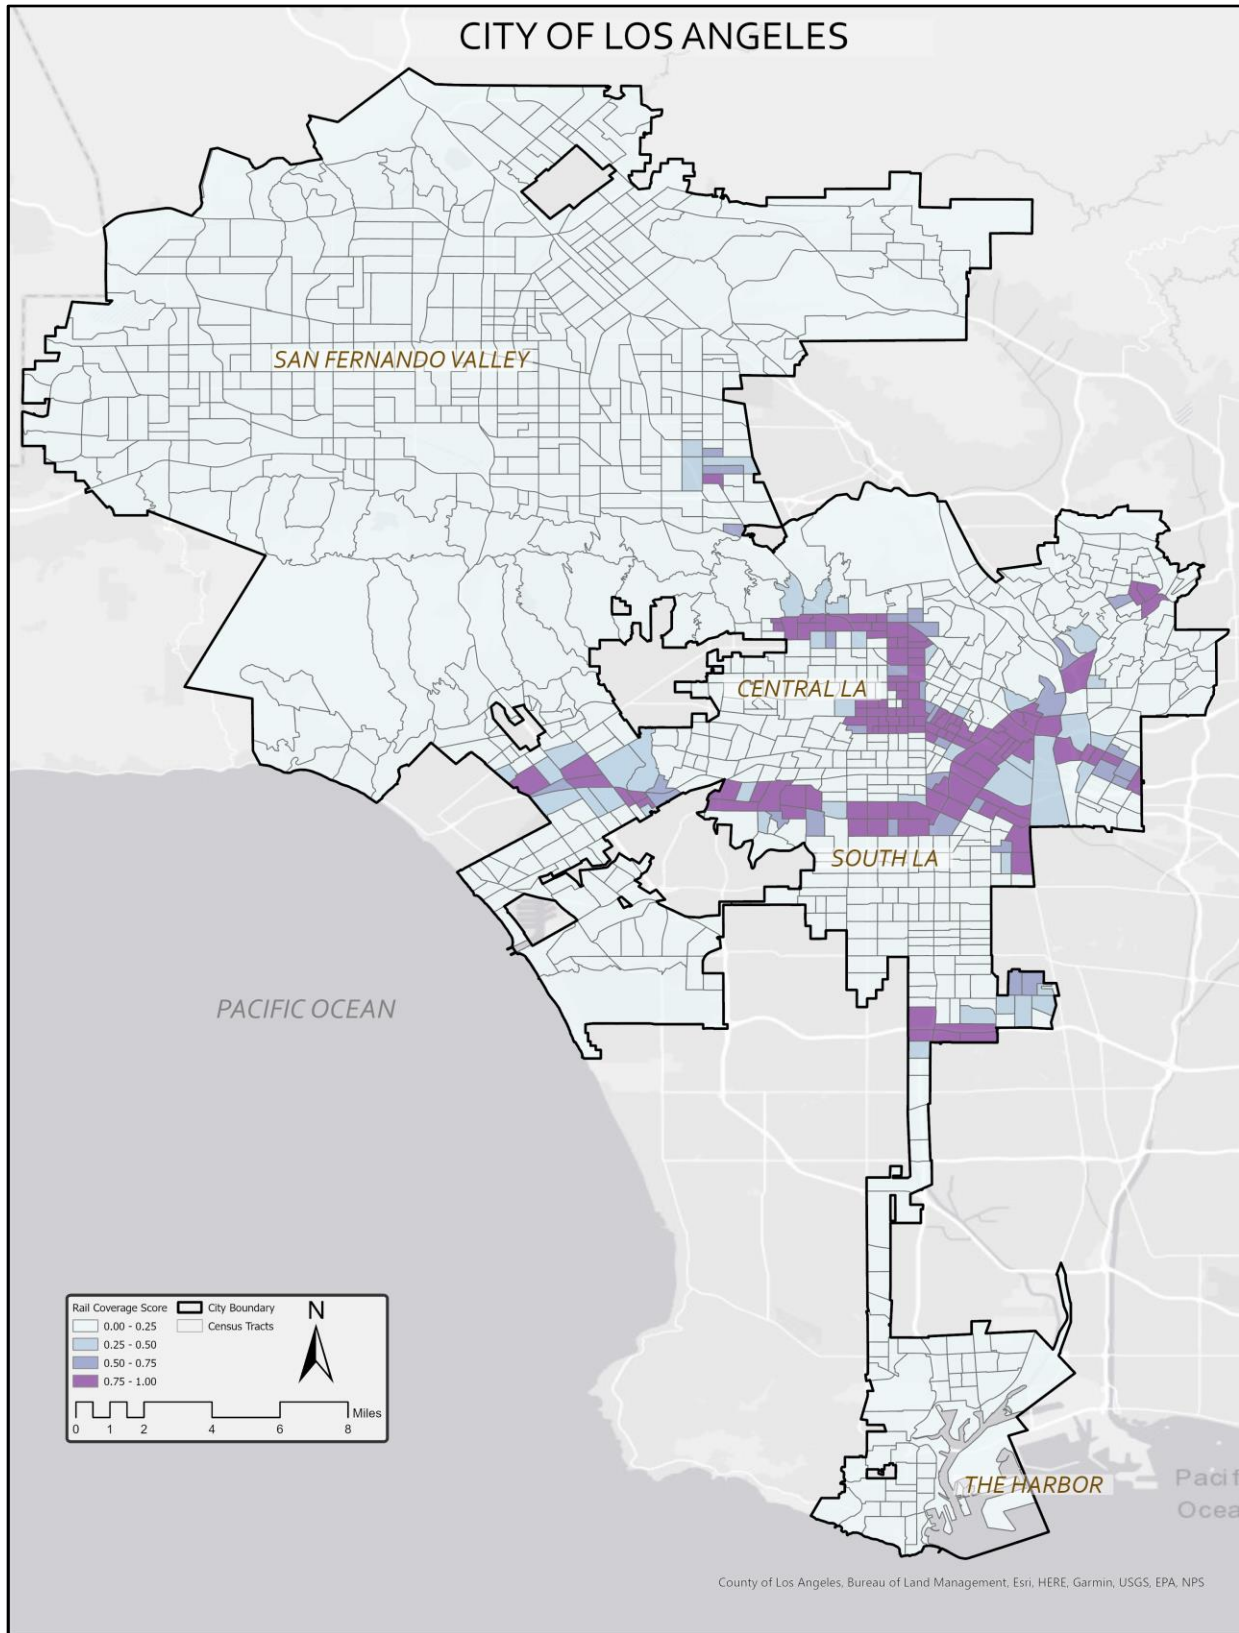 CITY OF LOS ANGELES
SAN FERNANDO VALLEY
CENTRAL LA
SOUTH LA
PACIFIC OCEAN
Rail Coverage Score
0.00 - 0.25
0.25 - 0.50
0.50 - 0.75
0.75 - 1.00
City Boundary
Census Tracts
N
Miles
0 1 2 4 6 8
THE HARBOR
Pacif
Ocea
County of Los Angeles, Bureau of Land Management, Esri, HERE, Garmin, USGS, EPA, NPS